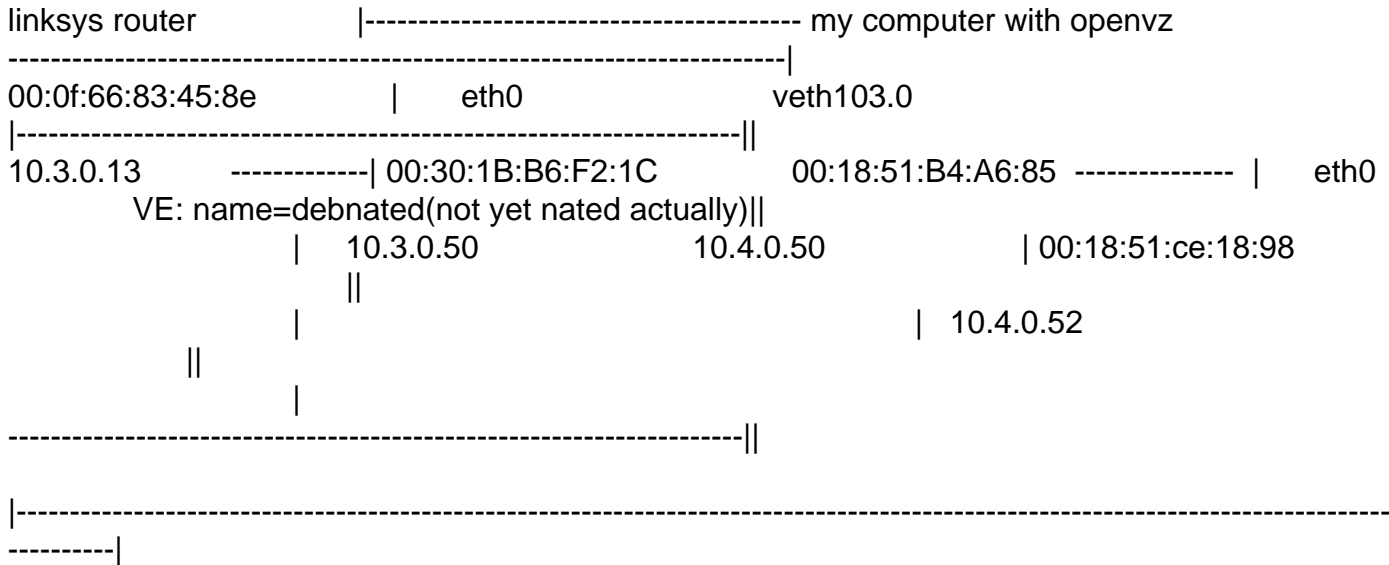 linksys router |----------------------------------------- my computer with openvz
-------------------------------------------------------------------------|
00:0f:66:83:45:8e | eth0 veth103.0
|--------------------------------------------------------------------||
10.3.0.13 -------------| 00:30:1B:B6:F2:1C 00:18:51:B4:A6:85 --------------- | eth0
VE: name=debnated(not yet nated actually)||
| 10.3.0.50 10.4.0.50 | 00:18:51:ce:18:98
||
| | 10.4.0.52
||
|
---------------------------------------------------------------------||
|----------------------------------------------------------------------------------------------------------------------------------
----------|